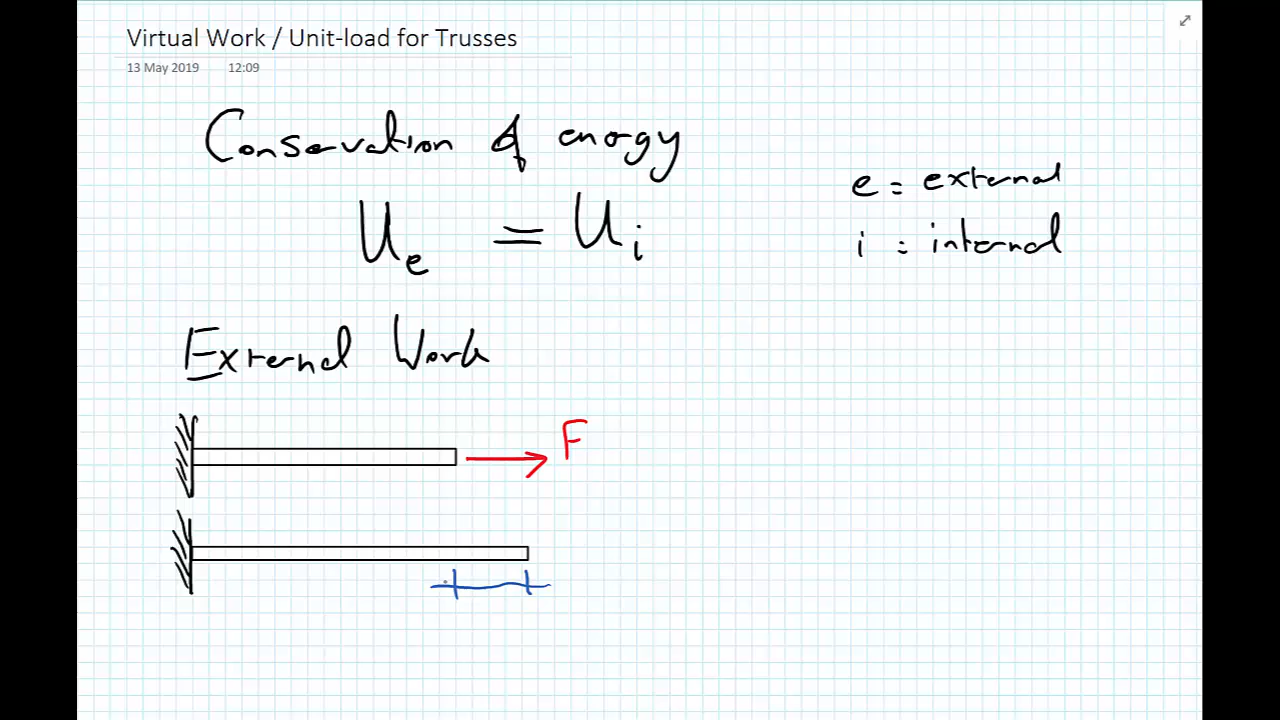 Virtual Work / Unit-load for Trusses
13 May 2019 12:09
Conservation of energy
e = external
Ue = Ui
i = internal
External Work
F